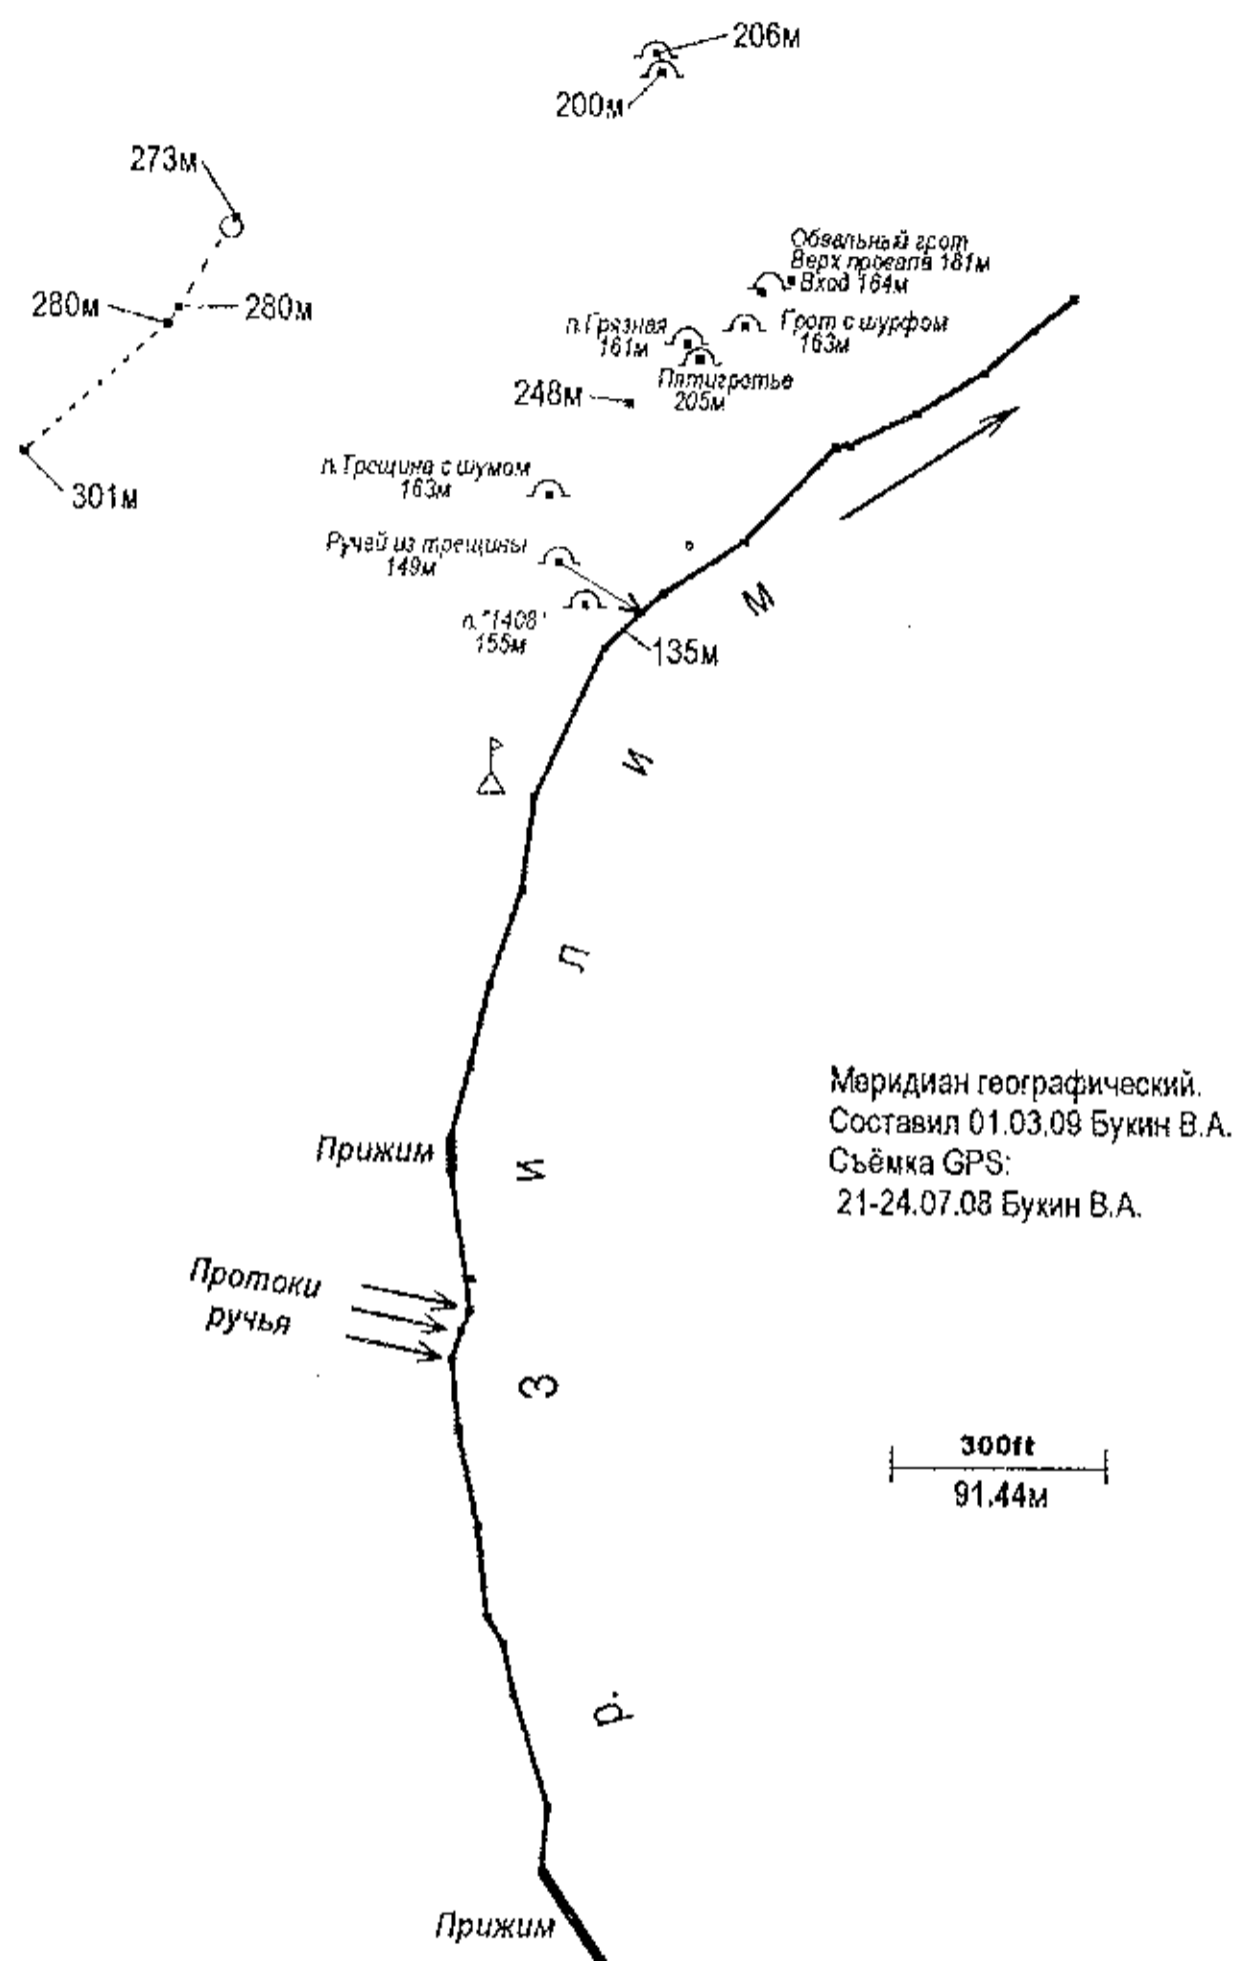 206м
200м
273м
280м
280м
301м
Обвальный грот
Верх провала 181м
Вход 164м
п.Грязная
161м
Грот с шурфом
163м
Пятигротье
205м
248м
п.Трещина с шумом
163м
Ручей из трещины
149м
п."1408"
155м
135м
р. ЗИЛИМ
Прижим
Меридиан географический.
Составил 01.03.09 Букин В.А.
Съёмка GPS:
21-24.07.08 Букин В.А.
Протоки
ручья
300ft
91.44м
Прижим